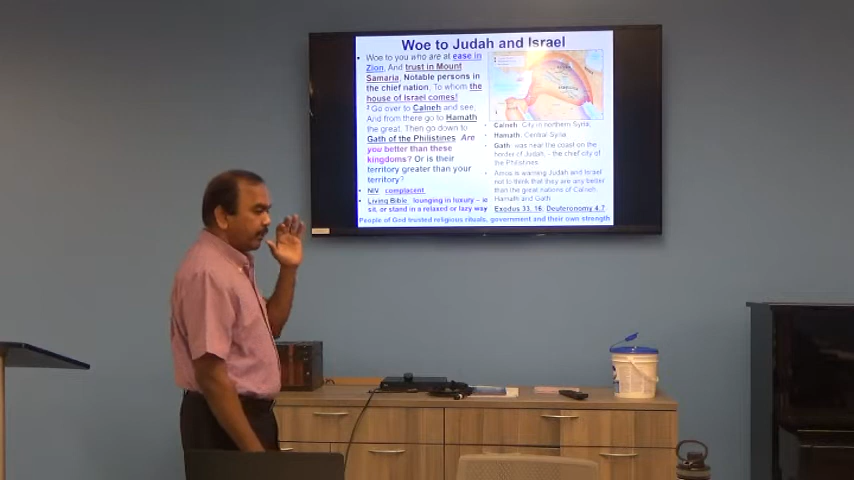 Woe to Judah and Israel
Woe to you who are at ease in
Zion, And trust in Mount
Samaria, Notable persons in
the chief nation, To whom the
house of Israel comes!
2 Go over to Calneh and see,
And from there go to Hamath
the great. Then go down to
Gath of the Philistines Are
you better than these
kingdoms? Or is their
territory greater than your
territory?
NIV complacent
Living Bible lounging in luxury – ie
sit, or stand in a relaxed or lazy way
Calneh: City in northern Syria,
Hamath: Central Syria
Gath was near the coast on the
border of Judah, - the chief city of
the Philistines
Amos is warning Judah and Israel
not to think that they are any better
than the great nations of Calneh,
Hamath and Gath
Exodus 33:16; Deuteronomy 4:7
People of God trusted religious rituals, government and their own strength